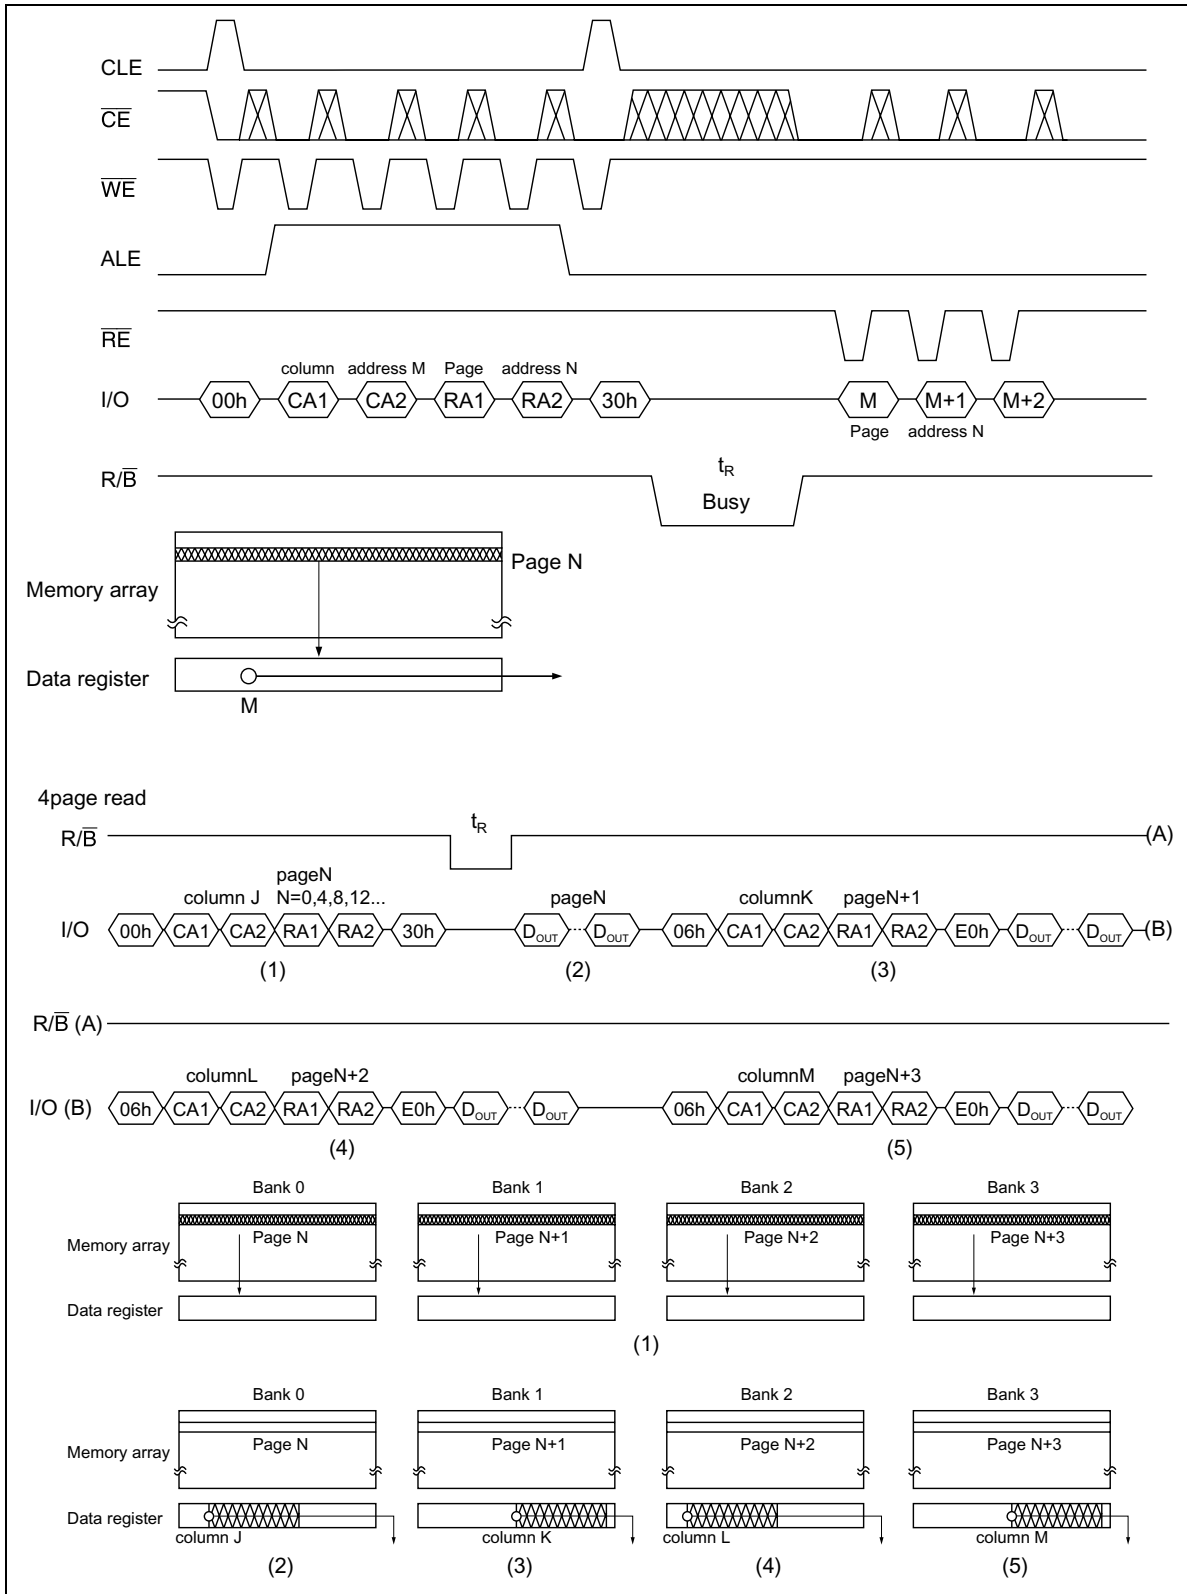 CLE
CE
WE
ALE
RE
column address M Page address N
I/O 00h CA1 CA2 RA1 RA2 30h M M+1 M+2
Page address N
R/B
tR
Busy
Page N
Memory array
Data register
M
4page read
R/B tR (A)
pageN
column J N=0,4,8,12... pageN columnK pageN+1
I/O 00h CA1 CA2 RA1 RA2 30h DOUT DOUT 06h CA1 CA2 RA1 RA2 E0h DOUT DOUT (B)
(1) (2) (3)
R/B (A)
columnL pageN+2 columnM pageN+3
I/O (B) 06h CA1 CA2 RA1 RA2 E0h DOUT DOUT 06h CA1 CA2 RA1 RA2 E0h DOUT DOUT
(4) (5)
Bank 0 Bank 1 Bank 2 Bank 3
Page N Page N+1 Page N+2 Page N+3
Memory array
Data register
(1)
Bank 0 Bank 1 Bank 2 Bank 3
Page N Page N+1 Page N+2 Page N+3
Memory array
Data register
column J column K column L column M
(2) (3) (4) (5)